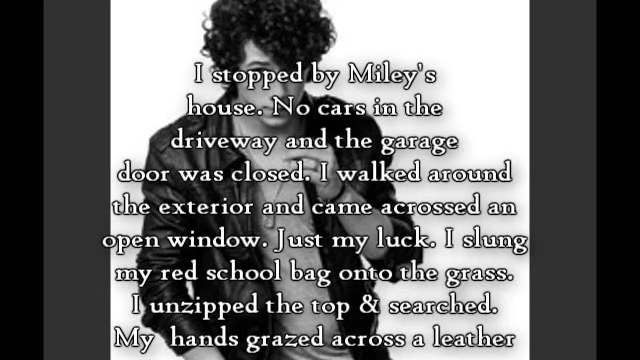 I stopped by Miley's
house. No cars in the
driveway and the garage
door was closed. I walked around
the exterior and came acrossed an
open window. Just my luck. I slung
my red school bag onto the grass.
I unzipped the top & searched.
My hands grazed across a leather